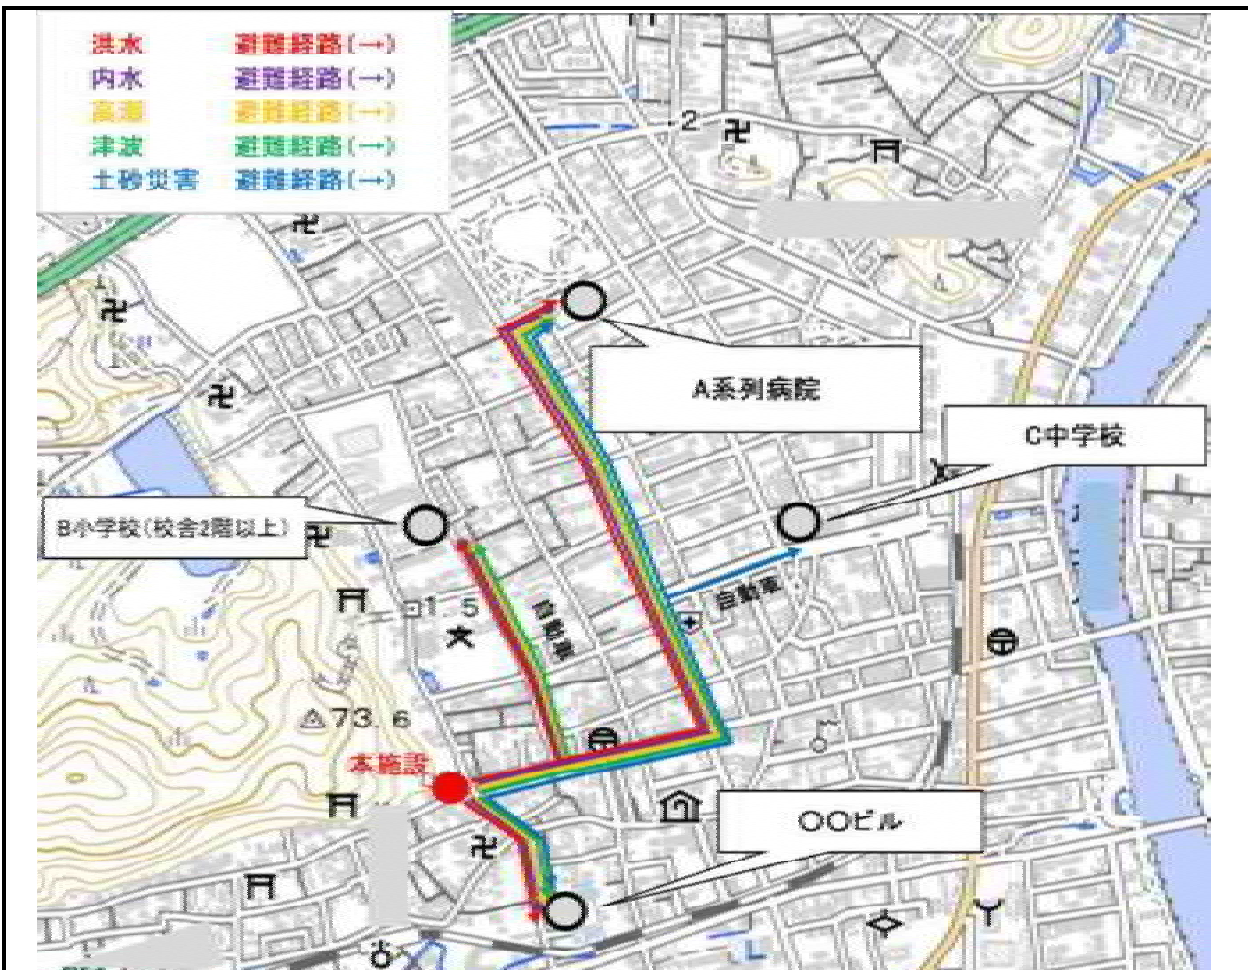 洪水 避難経路(→)
内水 避難経路(→)
高潮 避難経路(→)
津波 避難経路(→)
土砂災害 避難経路(→)
2
A系列病院
C中学校
B小学校(校舎2階以上)
自動車
1.5
自動車
73.6
本施設
〇〇ビル